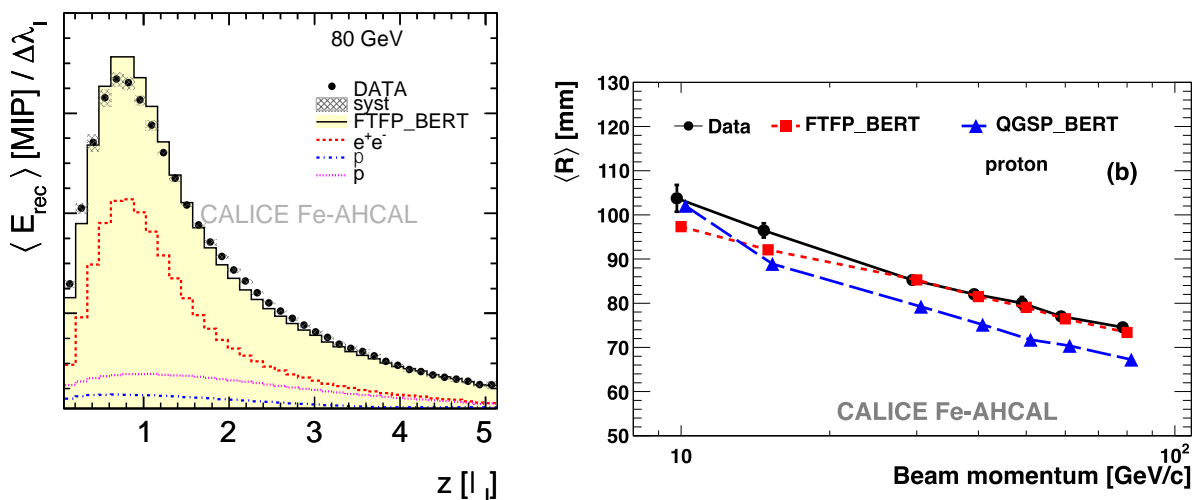 80 GeV
DATA
syst
FTFP_BERT
e+e-
p
p
CALICE Fe-AHCAL
⟨ E_rec ⟩ [MIP] / Δλ_I
1 2 3 4 5
z [l_I]
130
120
110
100
90
80
70
60
50
⟨R⟩ [mm]
Data FTFP_BERT QGSP_BERT
proton (b)
CALICE Fe-AHCAL
10 10²
Beam momentum [GeV/c]